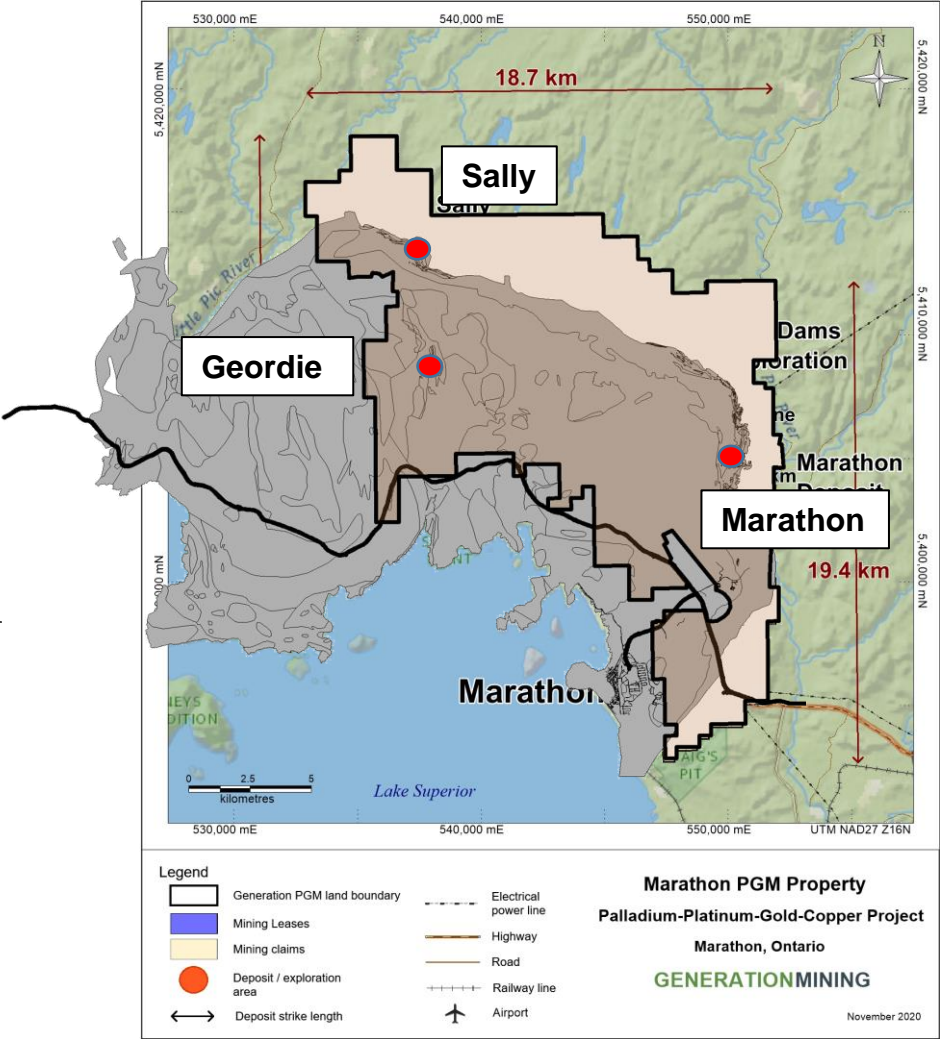 530,000 mE
540,000 mE
550,000 mE
5,420,000 mN
5,420,000 mN
N
18.7 km
Sally
Sally
Little Pic River
5,410,000 mN
Geordie
Dams
River
Marathon
Marathon
19.4 km
5,400,000 mN
Marathon
PIT
0 2.5 5
kilometres
Lake Superior
530,000 mE
540,000 mE
550,000 mE
UTM NAD27 Z16N
Legend
Generation PGM land boundary
Mining Leases
Mining claims
Deposit / exploration
area
Deposit strike length
Electrical
power line
Highway
Road
Railway line
Airport
Marathon PGM Property
Palladium-Platinum-Gold-Copper Project
Marathon, Ontario
GENERATIONMINING
November 2020